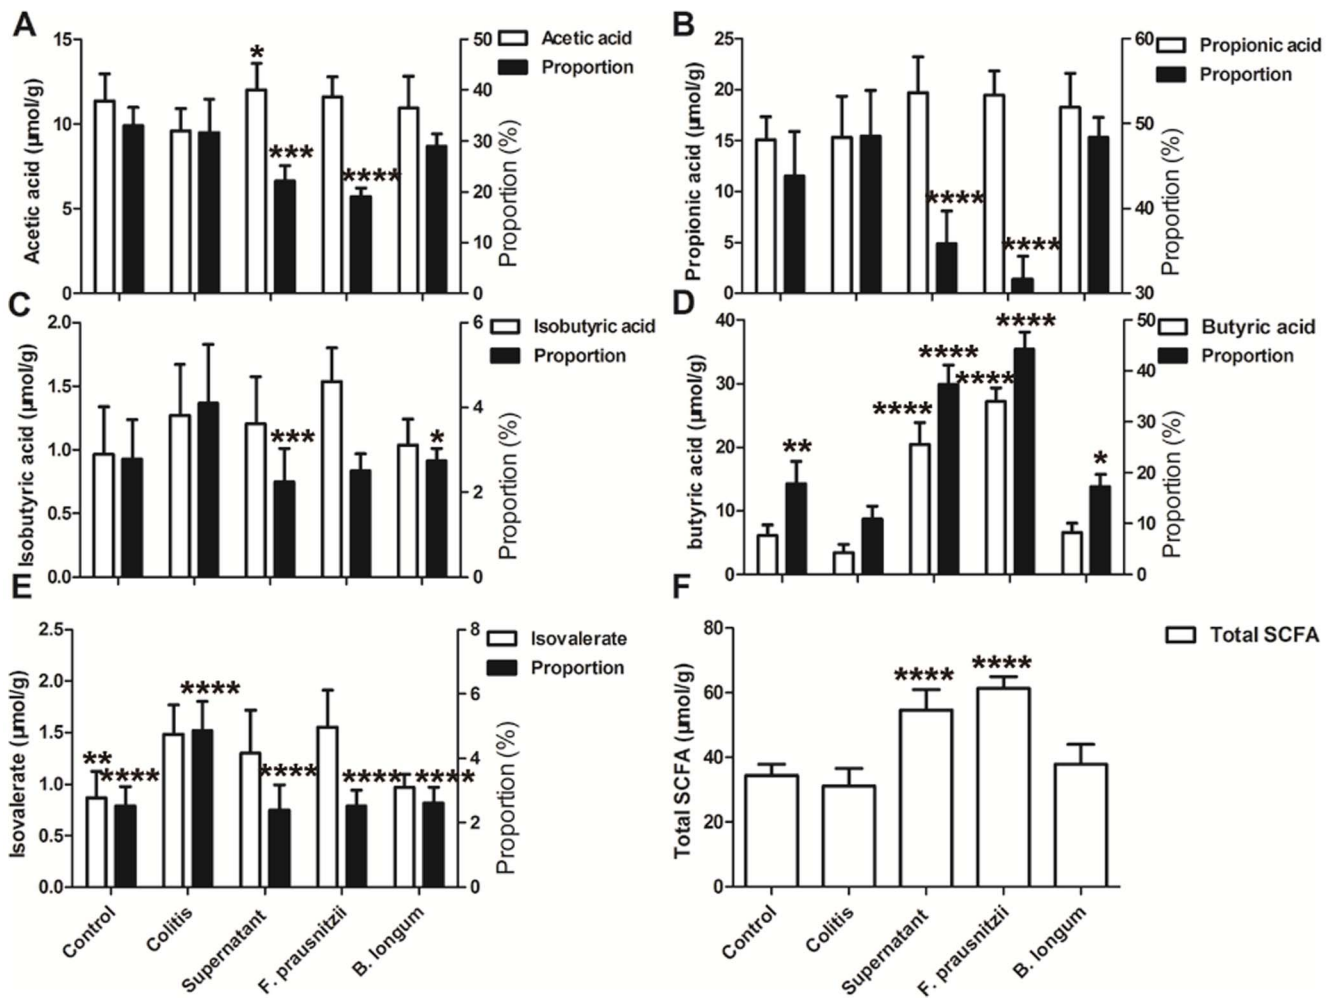 A
Acetic acid (µmol/g)
15
10
5
0
*
***
****
50
40
30
20
10
0
Proportion (%)
Acetic acid
Proportion
B
Propionic acid (µmol/g)
25
20
15
10
5
0
****
****
60
50
40
30
Proportion (%)
Propionic acid
Proportion
C
Isobutyric acid (µmol/g)
2.0
1.5
1.0
0.5
0.0
***
*
6
4
2
0
Proportion (%)
Isobutyric acid
Proportion
D
butyric acid (µmol/g)
40
30
20
10
0
**
****
****
****
****
*
50
40
30
20
10
0
Proportion (%)
Butyric acid
Proportion
E
Isovalerate (µmol/g)
2.5
2.0
1.5
1.0
0.5
0.0
**
****
****
****
****
****
8
6
4
2
0
Proportion (%)
Isovalerate
Proportion
Control
Colitis
Supernatant
F. prausnitzii
B. longum
F
Total SCFA (µmol/g)
80
60
40
20
0
****
****
Total SCFA
Control
Colitis
Supernatant
F. prausnitzii
B. longum